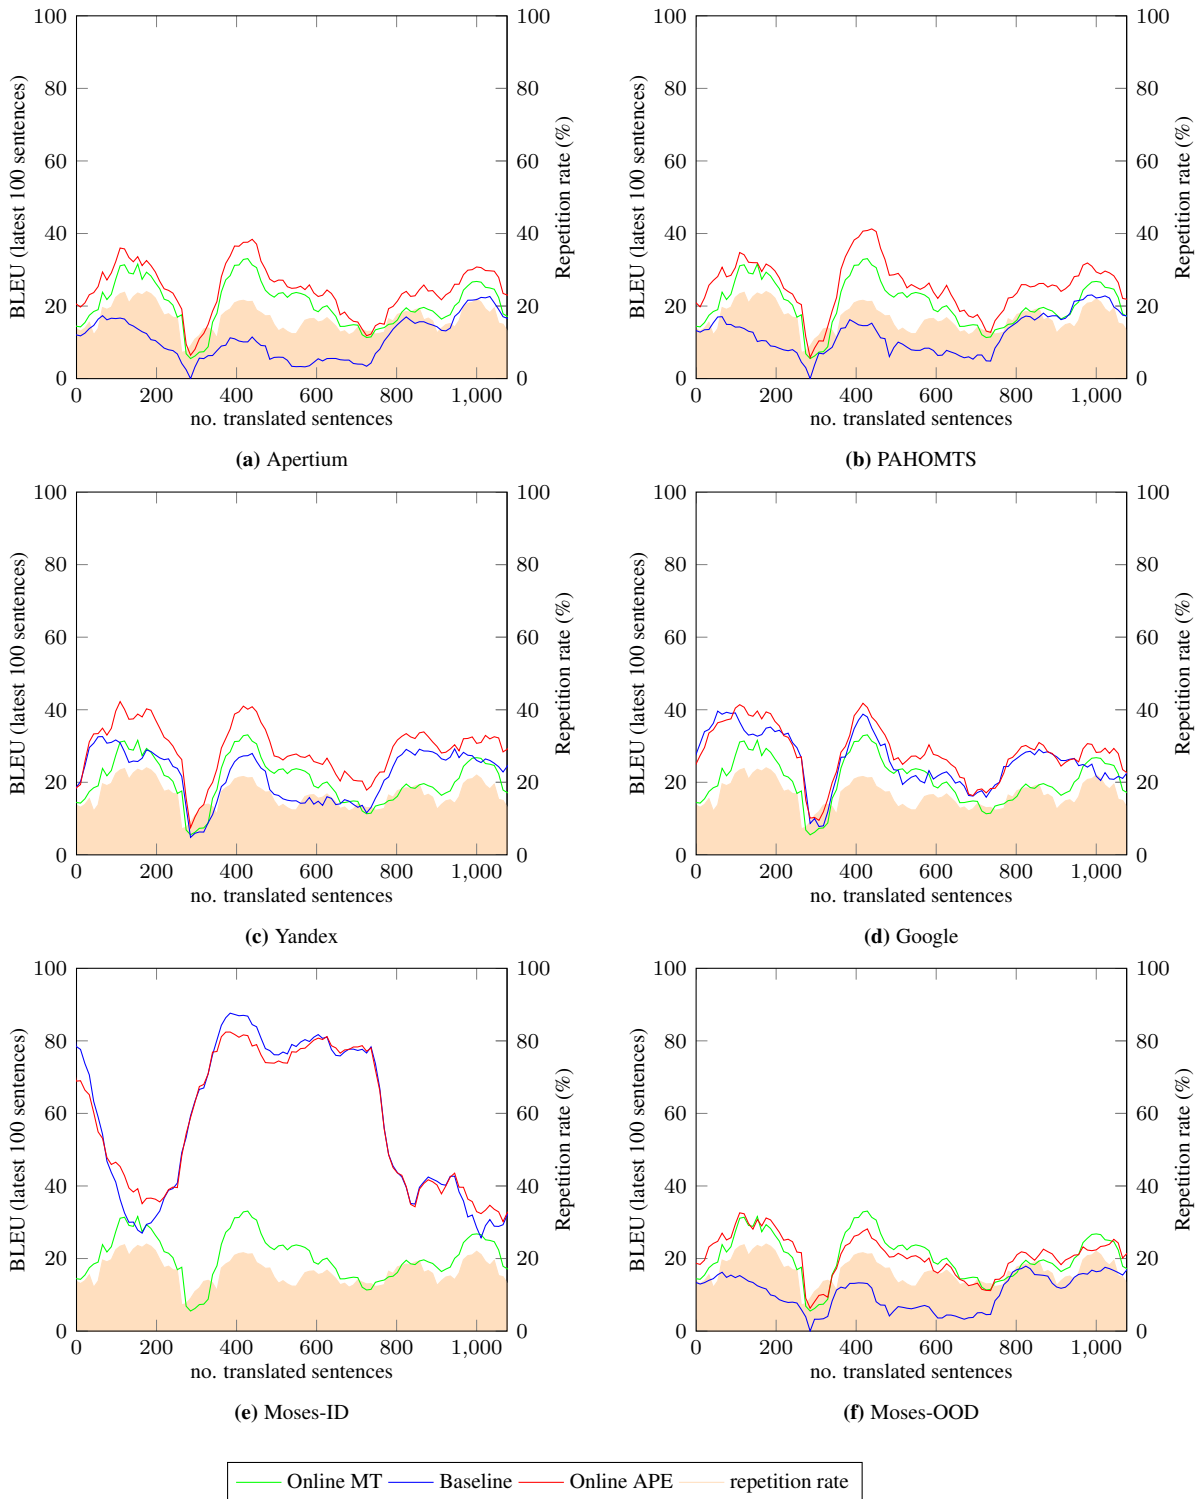 100 100
80 80
60 60
40 40
20 20
0 0
BLEU (latest 100 sentences)
Repetition rate (%)
0 200 400 600 800 1,000
no. translated sentences
(a) Apertium
100 100
80 80
60 60
40 40
20 20
0 0
BLEU (latest 100 sentences)
Repetition rate (%)
0 200 400 600 800 1,000
no. translated sentences
(b) PAHOMTS
100 100
80 80
60 60
40 40
20 20
0 0
BLEU (latest 100 sentences)
Repetition rate (%)
0 200 400 600 800 1,000
no. translated sentences
(c) Yandex
100 100
80 80
60 60
40 40
20 20
0 0
BLEU (latest 100 sentences)
Repetition rate (%)
0 200 400 600 800 1,000
no. translated sentences
(d) Google
100 100
80 80
60 60
40 40
20 20
0 0
BLEU (latest 100 sentences)
Repetition rate (%)
0 200 400 600 800 1,000
no. translated sentences
(e) Moses-ID
100 100
80 80
60 60
40 40
20 20
0 0
BLEU (latest 100 sentences)
Repetition rate (%)
0 200 400 600 800 1,000
no. translated sentences
(f) Moses-OOD
Online MT Baseline Online APE repetition rate